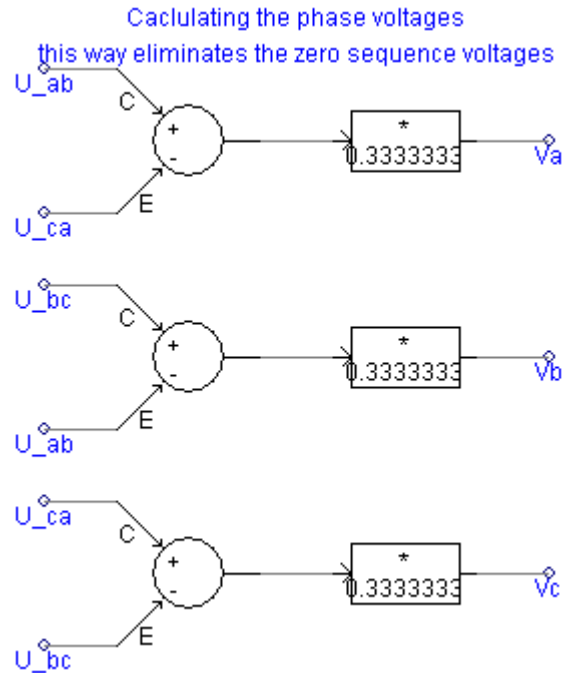 Caclulating the phase voltages
this way eliminates the zero sequence voltages
U_ab
C
+
-
E
U_ca
*
0.3333333
Va
U_bc
C
+
-
E
U_ab
*
0.3333333
Vb
U_ca
C
+
-
E
U_bc
*
0.3333333
Vc